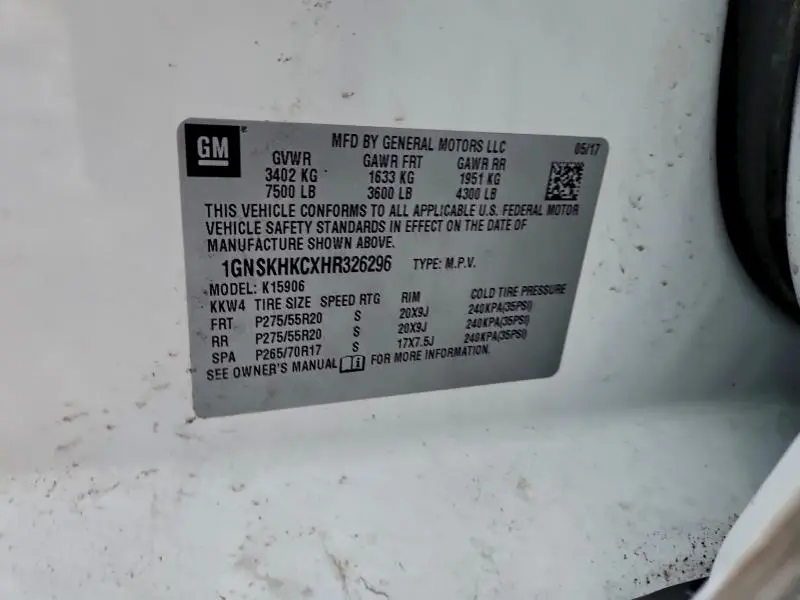 GM
MFD BY GENERAL MOTORS LLC 05/17
GVWR GAWR FRT GAWR RR
3402 KG 1633 KG 1951 KG
7500 LB 3600 LB 4300 LB
THIS VEHICLE CONFORMS TO ALL APPLICABLE U.S. FEDERAL MOTOR
VEHICLE SAFETY STANDARDS IN EFFECT ON THE DATE OF
MANUFACTURE SHOWN ABOVE.
1GNSKHKCXHR326296 TYPE: M.P.V.
MODEL: K15906
KKW4 TIRE SIZE SPEED RTG RIM COLD TIRE PRESSURE
FRT P275/55R20 S 20X9J 240KPA(35PSI)
RR P275/55R20 S 20X9J 240KPA(35PSI)
SPA P265/70R17 S 17X7.5J 240KPA(35PSI)
SEE OWNER'S MANUAL FOR MORE INFORMATION.